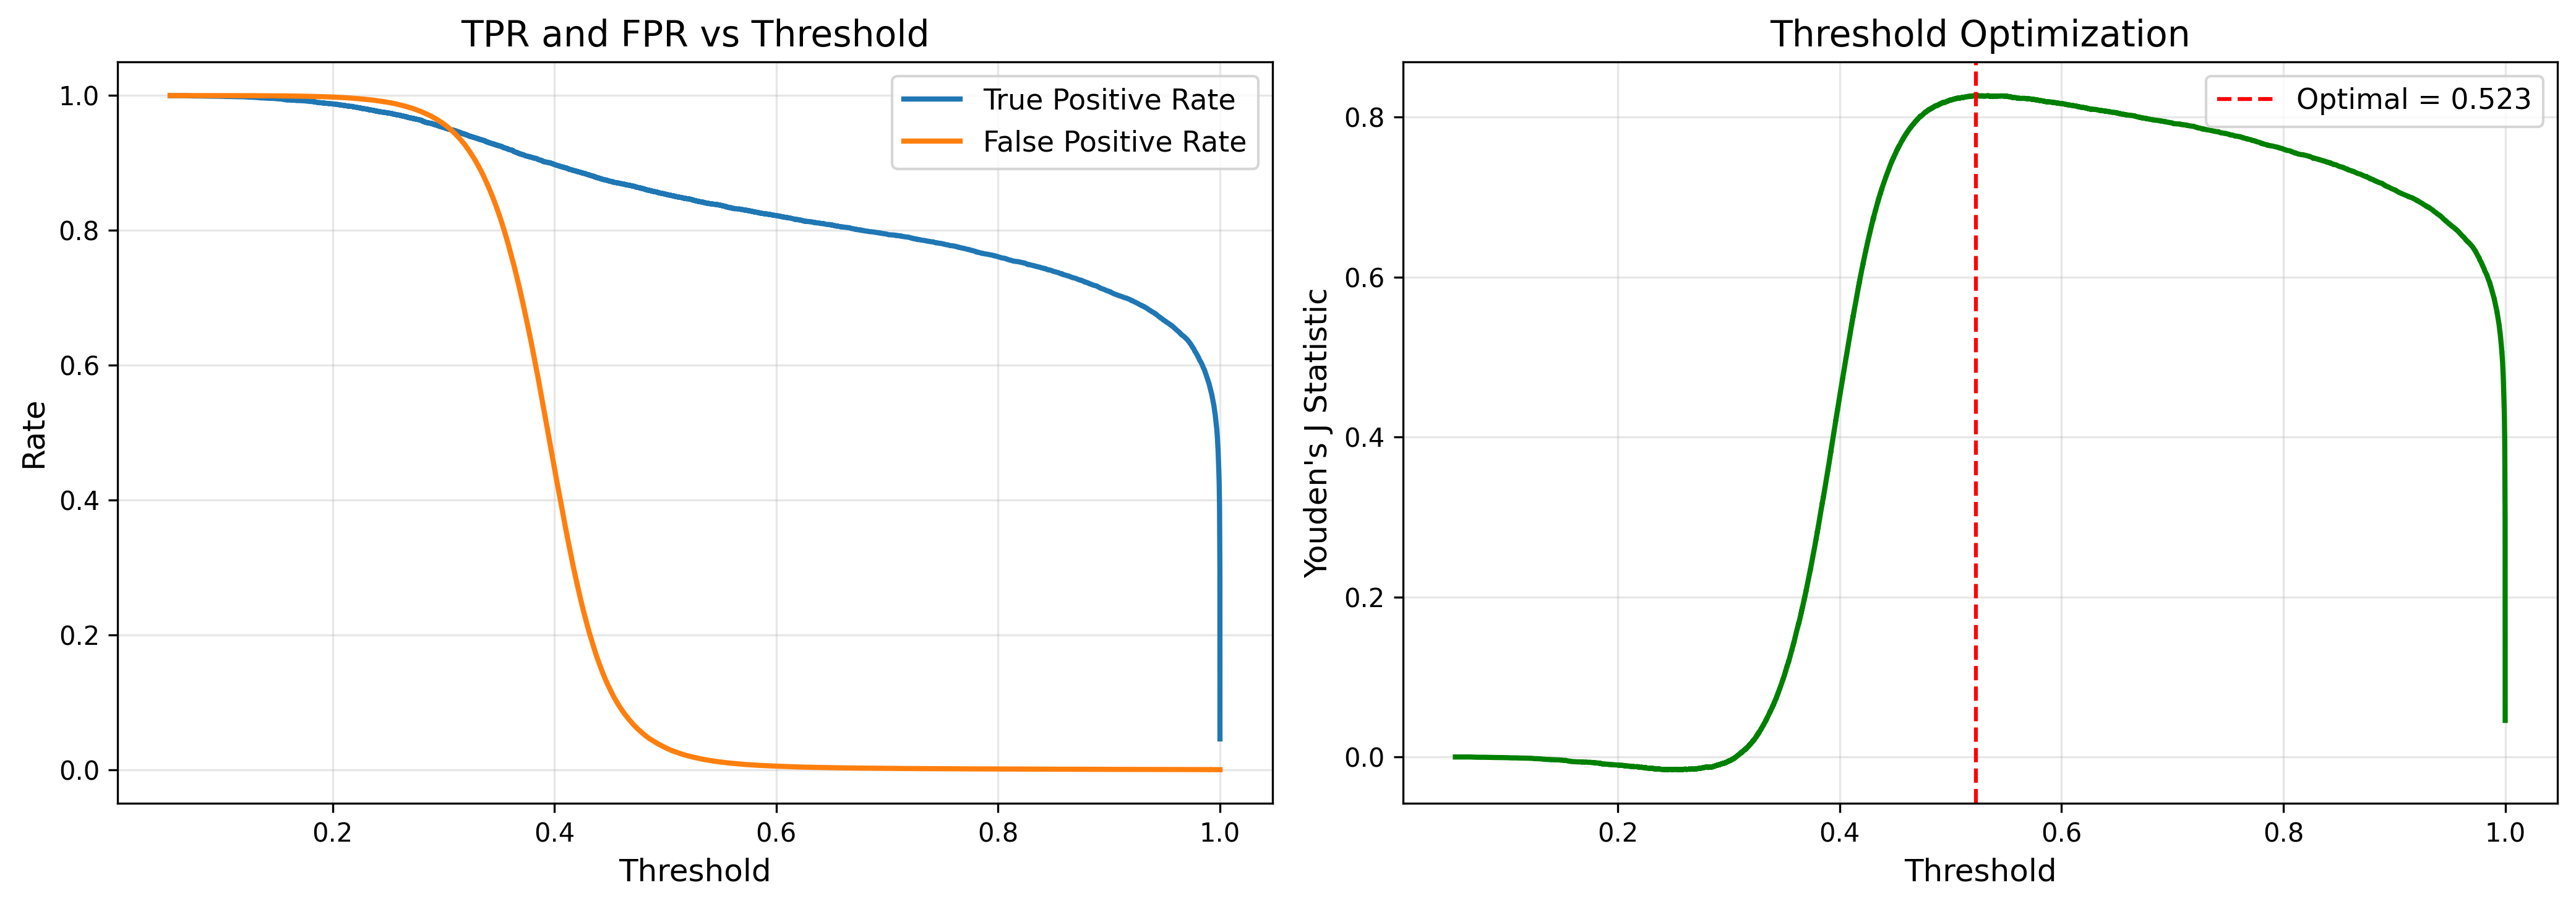 TPR and FPR vs Threshold
True Positive Rate
False Positive Rate
Rate
1.0
0.8
0.6
0.4
0.2
0.0
0.2 0.4 0.6 0.8 1.0
Threshold
Threshold Optimization
Optimal = 0.523
Youden's J Statistic
0.8
0.6
0.4
0.2
0.0
0.2 0.4 0.6 0.8 1.0
Threshold